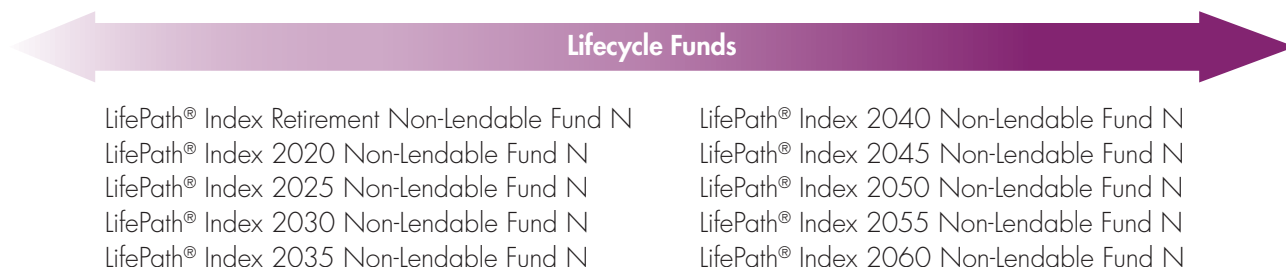 Lifecycle Funds
LifePath® Index Retirement Non-Lendable Fund N
LifePath® Index 2020 Non-Lendable Fund N
LifePath® Index 2025 Non-Lendable Fund N
LifePath® Index 2030 Non-Lendable Fund N
LifePath® Index 2035 Non-Lendable Fund N
LifePath® Index 2040 Non-Lendable Fund N
LifePath® Index 2045 Non-Lendable Fund N
LifePath® Index 2050 Non-Lendable Fund N
LifePath® Index 2055 Non-Lendable Fund N
LifePath® Index 2060 Non-Lendable Fund N